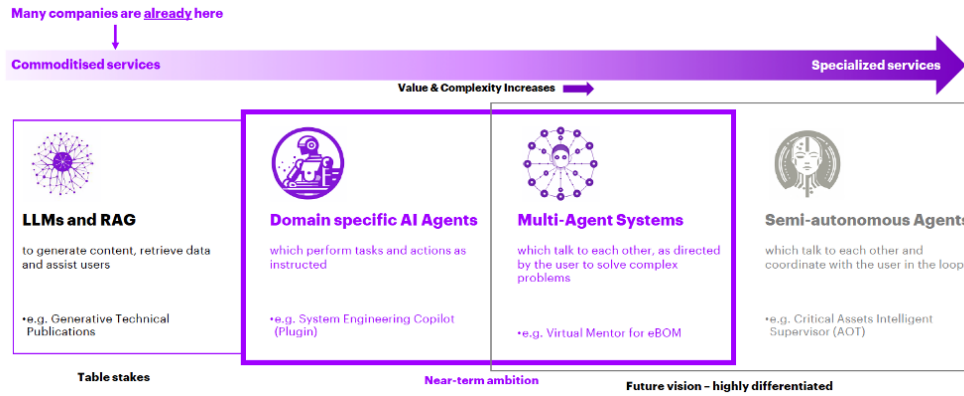 Many companies are already here
Commoditised services
Specialized services
Value & Complexity Increases
LLMs and RAG
to generate content, retrieve data
and assist users
•e.g. Generative Technical
Publications
Domain specific AI Agents
which perform tasks and actions as
instructed
•e.g. System Engineering Copilot
(Plugin)
Multi-Agent Systems
which talk to each other, as directed
by the user to solve complex
problems
•e.g. Virtual Mentor for eBOM
Semi-autonomous Agents
which talk to each other and
coordinate with the user in the loop
•e.g. Critical Assets Intelligent
Supervisor (AOT)
Table stakes
Near-term ambition
Future vision – highly differentiated